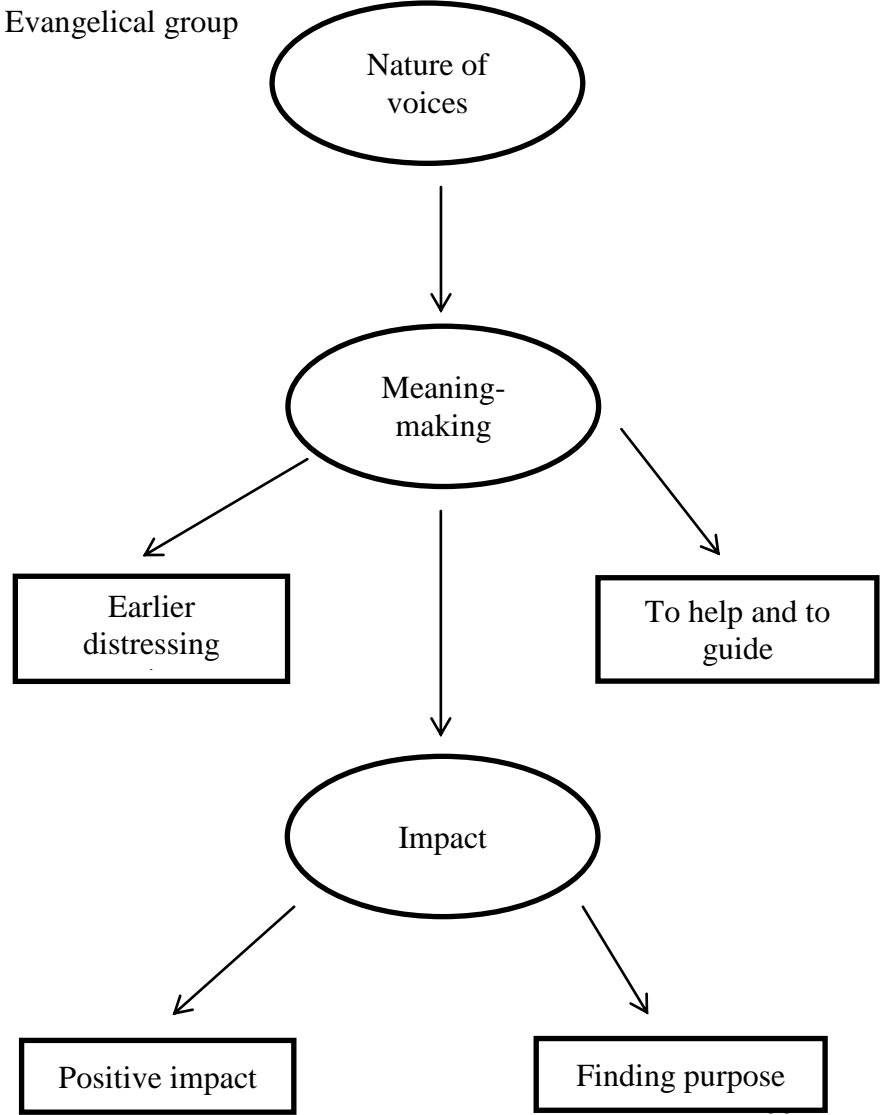 Evangelical group
Nature of
voices
Meaning-
making
Earlier
distressing
To help and to
guide
Impact
Positive impact
Finding purpose